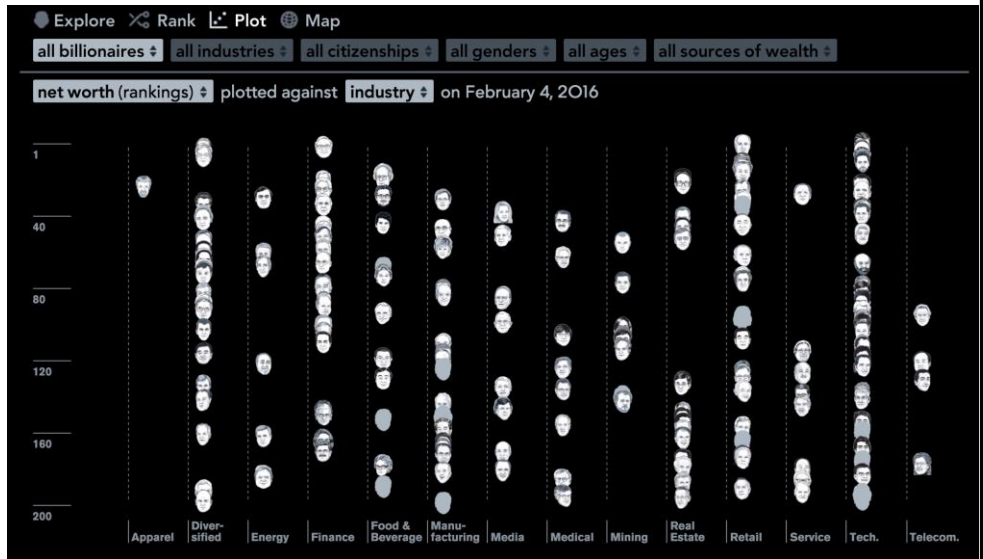 Explore Rank Plot Map
all billionaires all industries all citizenships all genders all ages all sources of wealth
net worth (rankings) plotted against industry on February 4, 2016
1
40
80
120
160
200
Apparel
Diver-
sified
Energy
Finance
Food &
Beverage
Manu-
facturing
Media
Medical
Mining
Real
Estate
Retail
Service
Tech.
Telecom.